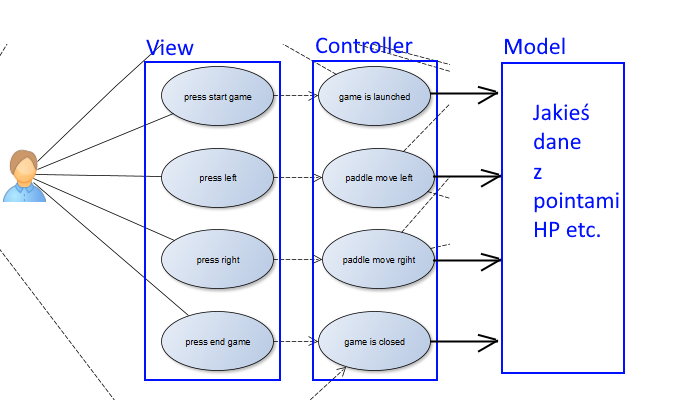 View
Controller
Model
press start game
game is launched
press left
paddle move left
press right
paddle move rgiht
press end game
game is closed
Jakieś
dane
z
pointami
HP etc.